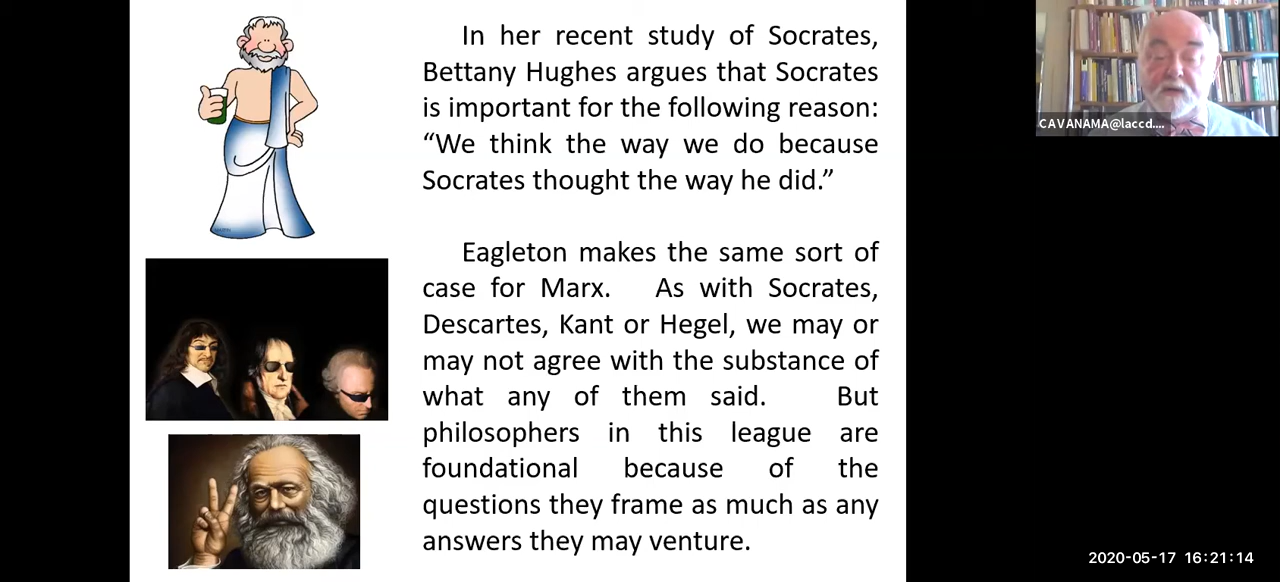 In her recent study of Socrates,
Bettany Hughes argues that Socrates
is important for the following reason:
“We think the way we do because
Socrates thought the way he did.”
Eagleton makes the same sort of
case for Marx. As with Socrates,
Descartes, Kant or Hegel, we may or
may not agree with the substance of
what any of them said. But
philosophers in this league are
foundational because of the
questions they frame as much as any
answers they may venture.
CAVANAMA@laccd....
2020-05-17 16:21:14